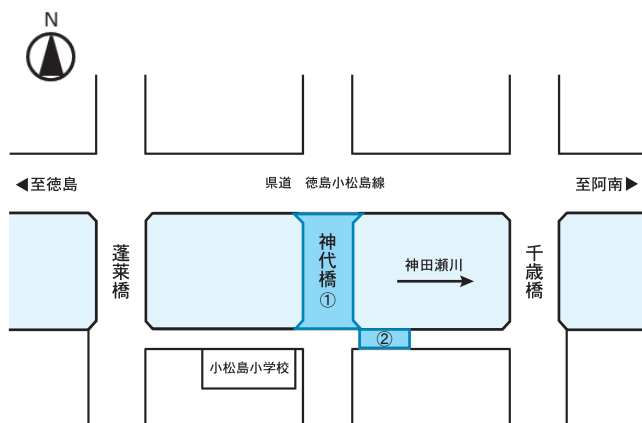 N
◀至徳島
県道　徳島小松島線
至阿南▶
蓬莱橋
神代橋①
神田瀬川
千歳橋
②
小松島小学校